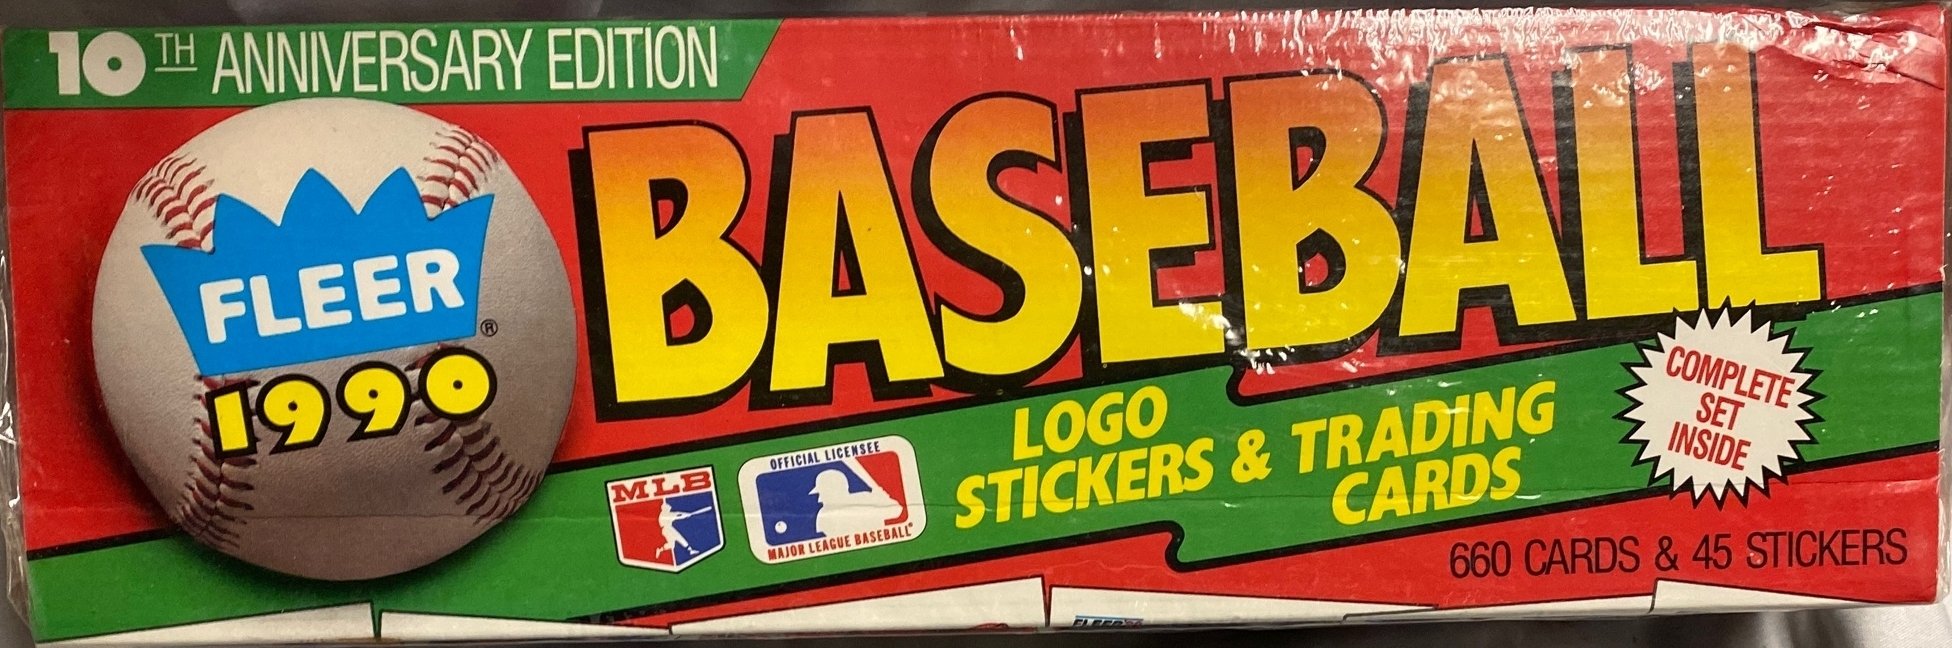 10TH ANNIVERSARY EDITION
FLEER®
1990
BASEBALL
MLB
OFFICIAL LICENSEE
MAJOR LEAGUE BASEBALL®
LOGO
STICKERS & TRADING
CARDS
COMPLETE
SET
INSIDE
660 CARDS & 45 STICKERS
FLEER